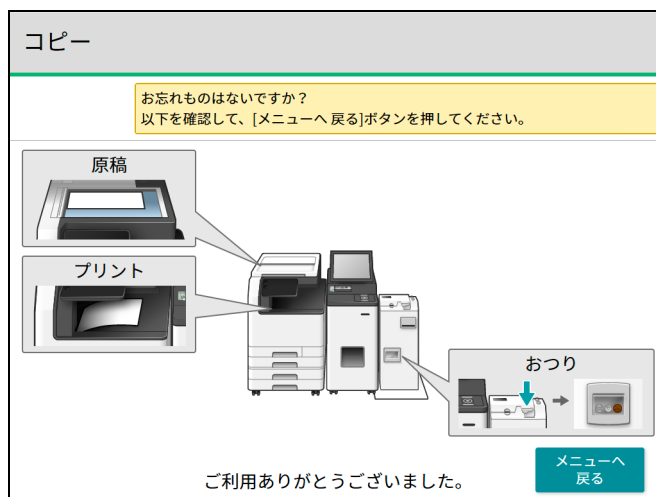 コピー
お忘れものはないですか？
以下を確認して、[メニューへ 戻る]ボタンを押してください。
原稿
プリント
おつり
ご利用ありがとうございました。
メニューへ
戻る